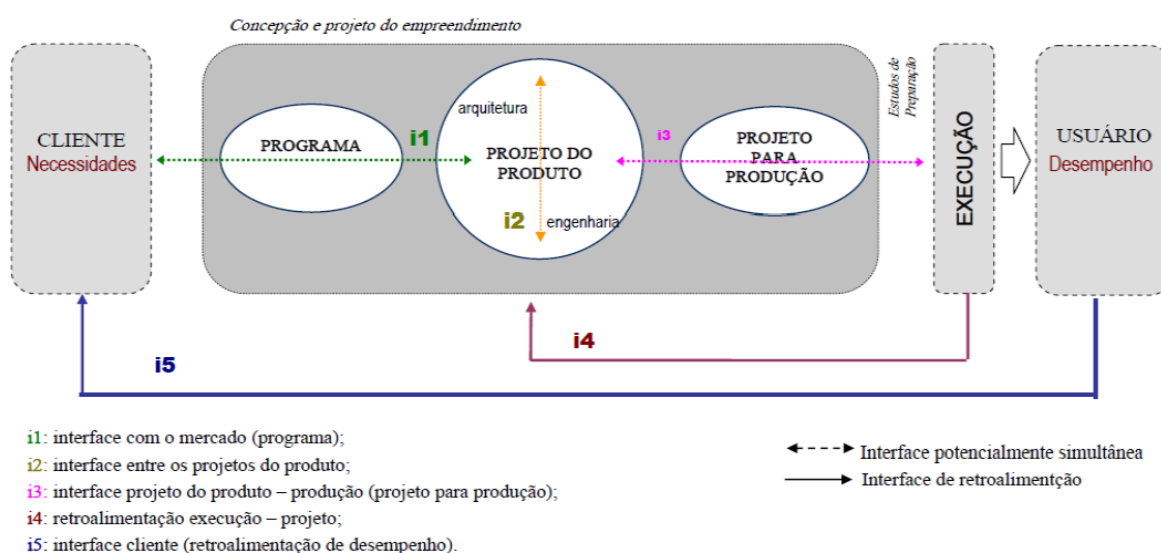 Concepção e projeto do empreendimento
CLIENTE
Necessidades
PROGRAMA
i1
arquitetura
PROJETO DO
PRODUTO
i2
engenharia
i3
PROJETO
PARA
PRODUÇÃO
Estudos de
Preparação
EXECUÇÃO
USUÁRIO
Desempenho
i4
i5
i1: interface com o mercado (programa);
i2: interface entre os projetos do produto;
i3: interface projeto do produto – produção (projeto para produção);
i4: retroalimentação execução – projeto;
i5: interface cliente (retroalimentação de desempenho).
Interface potencialmente simultânea
Interface de retroalimentção